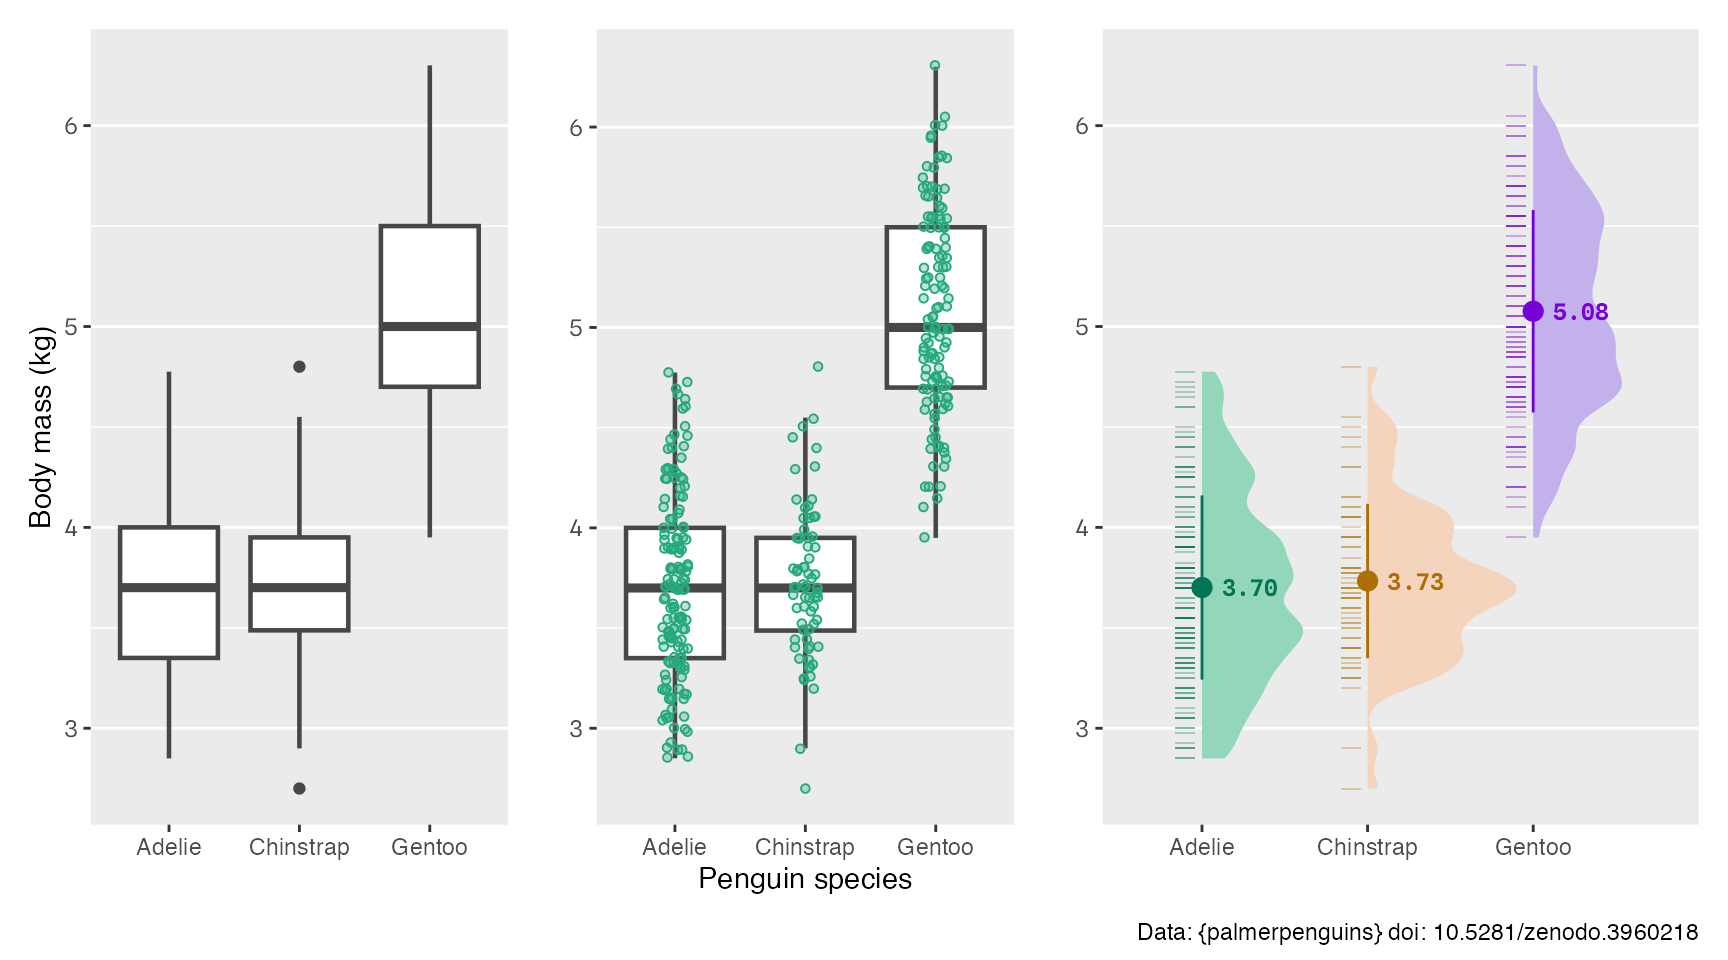 Body mass (kg)
6
5
4
3
Adelie Chinstrap Gentoo
6
5
4
3
Adelie Chinstrap Gentoo
6
5
4
3
5.08
3.70
3.73
Adelie Chinstrap Gentoo
Penguin species
Data: {palmerpenguins} doi: 10.5281/zenodo.3960218